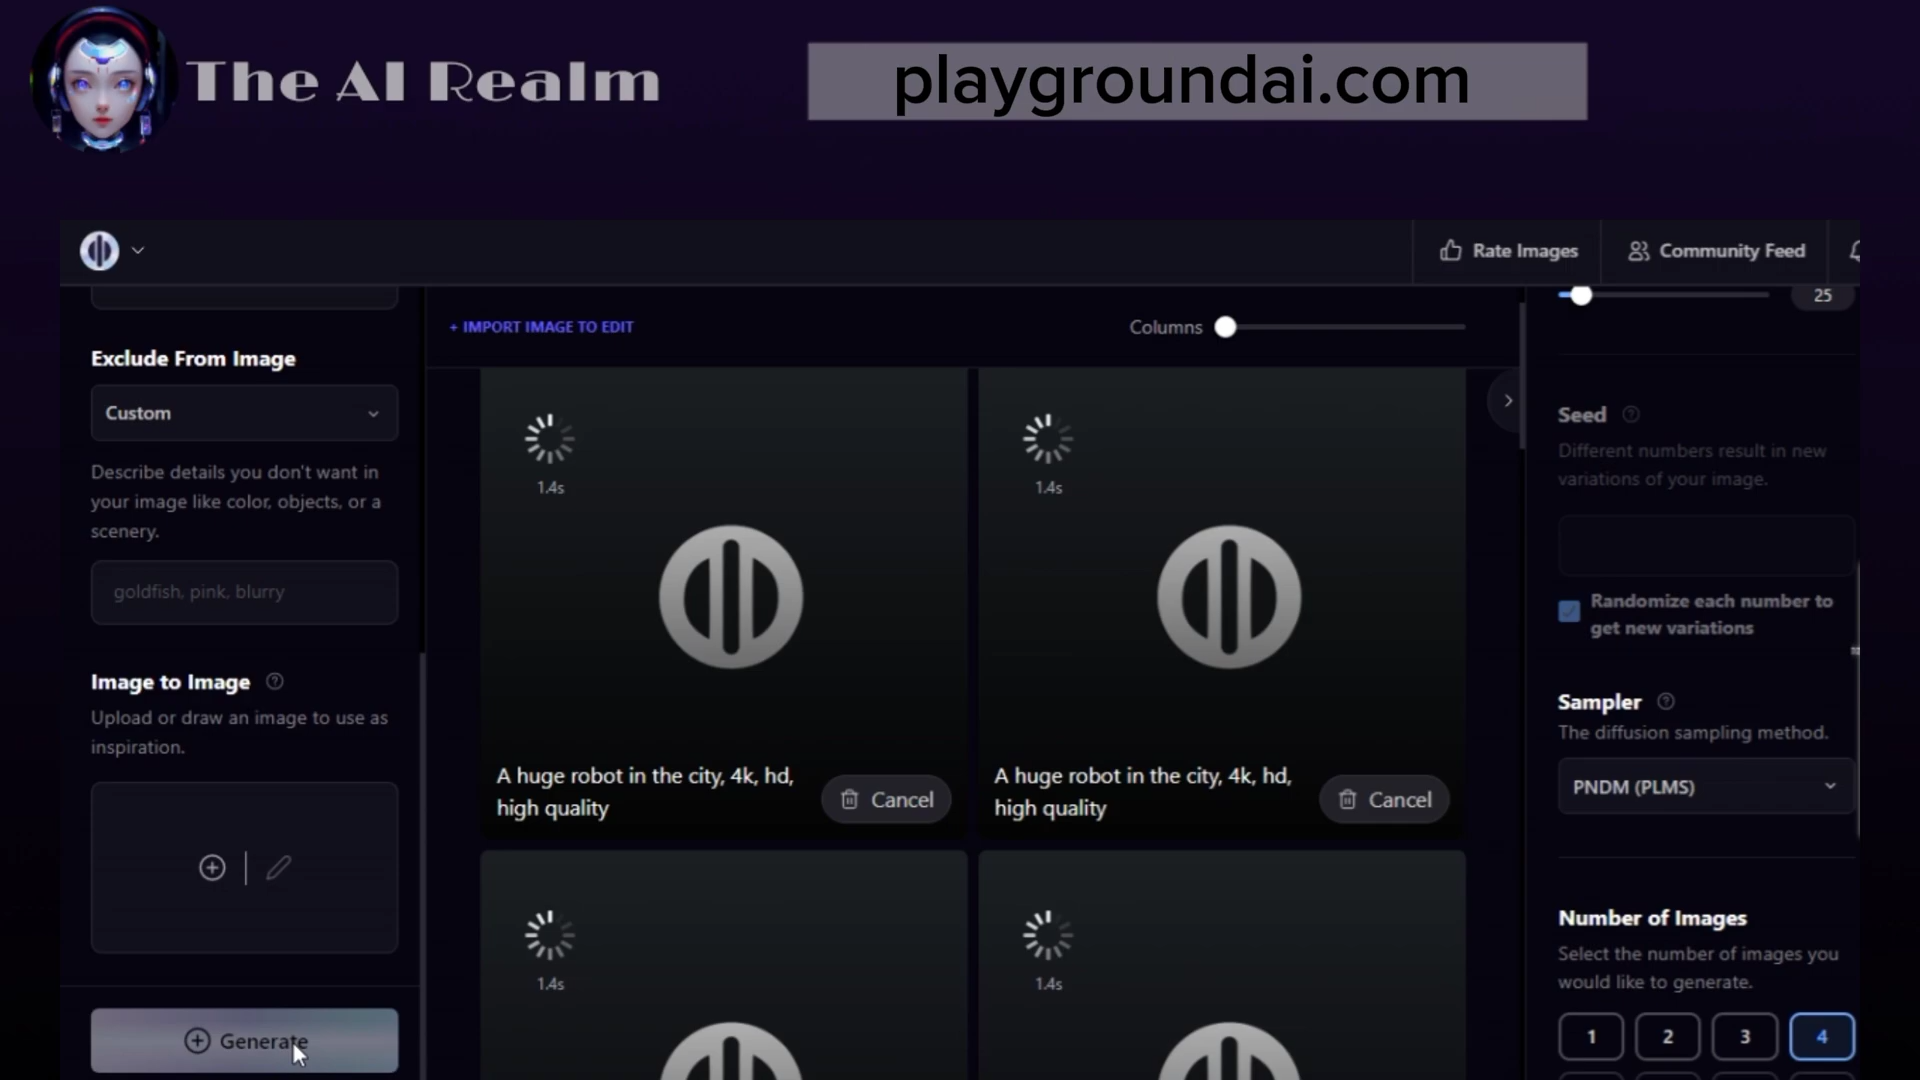 The AI Realm
playgroundai.com
Rate Images
Community Feed
Exclude From Image
Custom
Describe details you don't want in
your image like color, objects, or a
scenery.
goldfish, pink, blurry
Image to Image
Upload or draw an image to use as
inspiration.
Generate
+ IMPORT IMAGE TO EDIT
Columns
1.4s
A huge robot in the city, 4k, hd,
high quality
Cancel
1.4s
A huge robot in the city, 4k, hd,
high quality
Cancel
1.4s
1.4s
25
Seed
Different numbers result in new
variations of your image.
Randomize each number to
get new variations
Sampler
The diffusion sampling method.
PNDM (PLMS)
Number of Images
Select the number of images you
would like to generate.
1 2 3 4